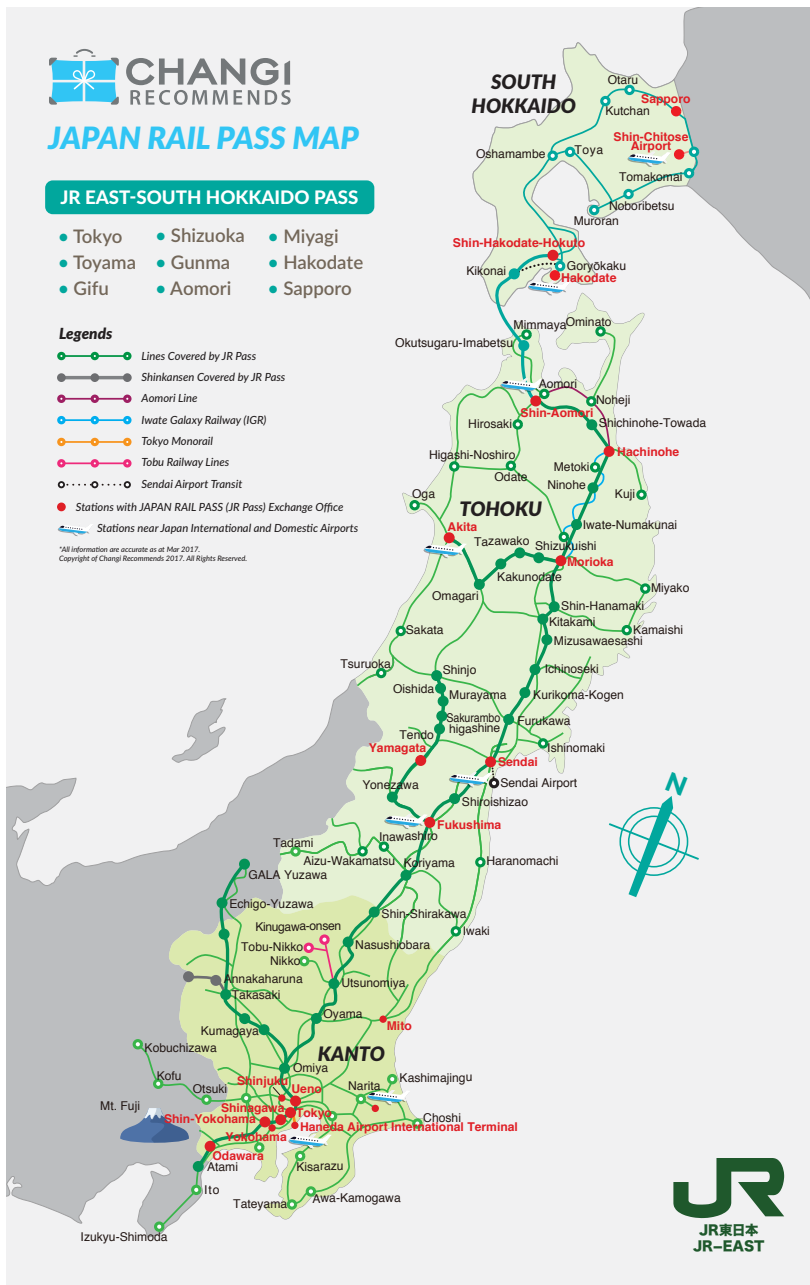 CHANGI
RECOMMENDS
JAPAN RAIL PASS MAP
JR EAST-SOUTH HOKKAIDO PASS
• Tokyo
• Shizuoka
• Miyagi
• Toyama
• Gunma
• Hakodate
• Gifu
• Aomori
• Sapporo
Legends
Lines Covered by JR Pass
Shinkansen Covered by JR Pass
Aomori Line
Iwate Galaxy Railway (IGR)
Tokyo Monorail
Tobu Railway Lines
Sendai Airport Transit
Stations with JAPAN RAIL PASS (JR Pass) Exchange Office
Stations near Japan International and Domestic Airports
*All information are accurate as at Mar 2017.
Copyright of Changi Recommends 2017. All Rights Reserved.
SOUTH
HOKKAIDO
Otaru
Sapporo
Kutchan
Shin-Chitose
Airport
Oshamambe
Toya
Tomakomai
Noboribetsu
Muroran
Shin-Hakodate-Hokuto
Kikonai
Goryōkaku
Hakodate
Mimmaya
Ominato
Okutsugaru-Imabetsu
Aomori
Noheji
Shin-Aomori
Hirosaki
Shichinohe-Towada
Hachinohe
Higashi-Noshiro
Metoki
Odate
Ninohe
Oga
Kuji
TOHOKU
Akita
Iwate-Numakunai
Tazawako
Shizukuishi
Morioka
Kakunodate
Omagari
Miyako
Shin-Hanamaki
Kitakami
Sakata
Kamaishi
Mizusawaesashi
Tsuruoka
Shinjo
Ichinoseki
Oishida
Murayama
Kurikoma-Kogen
Sakurambo
higashine
Furukawa
Tendo
Yamagata
Ishinomaki
Sendai
Yonezawa
Sendai Airport
Shiroishizao
Fukushima
Tadami
Inawashiro
Aizu-Wakamatsu
Koriyama
Haranomachi
GALA Yuzawa
Echigo-Yuzawa
Shin-Shirakawa
Kinugawa-onsen
Iwaki
Tobu-Nikko
Nasushiobara
Nikko
Annakaharuna
Utsunomiya
Takasaki
Oyama
Mito
Kumagaya
KANTO
Kobuchizawa
Omiya
Kofu
Shinjuku
Kashimajingu
Otsuki
Ueno
Narita
Mt. Fuji
Shinagawa
Tokyo
Choshi
Shin-Yokohama
Haneda Airport International Terminal
Yokohama
Odawara
Atami
Kisarazu
Ito
Awa-Kamogawa
Tateyama
Izukyu-Shimoda
N
JR
JR東日本
JR-EAST